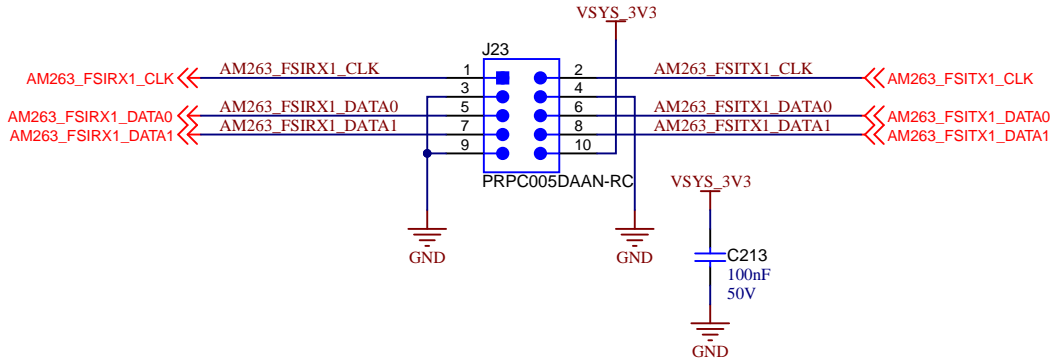 VSYS_3V3
J23
AM263_FSIRX1_CLK AM263_FSIRX1_CLK 1 2 AM263_FSITX1_CLK AM263_FSITX1_CLK
3 4
AM263_FSIRX1_DATA0 AM263_FSIRX1_DATA0 5 6 AM263_FSITX1_DATA0 AM263_FSITX1_DATA0
AM263_FSIRX1_DATA1 AM263_FSIRX1_DATA1 7 8 AM263_FSITX1_DATA1 AM263_FSITX1_DATA1
9 10
PRPC005DAAN-RC
VSYS_3V3
GND GND
C213
100nF
50V
GND